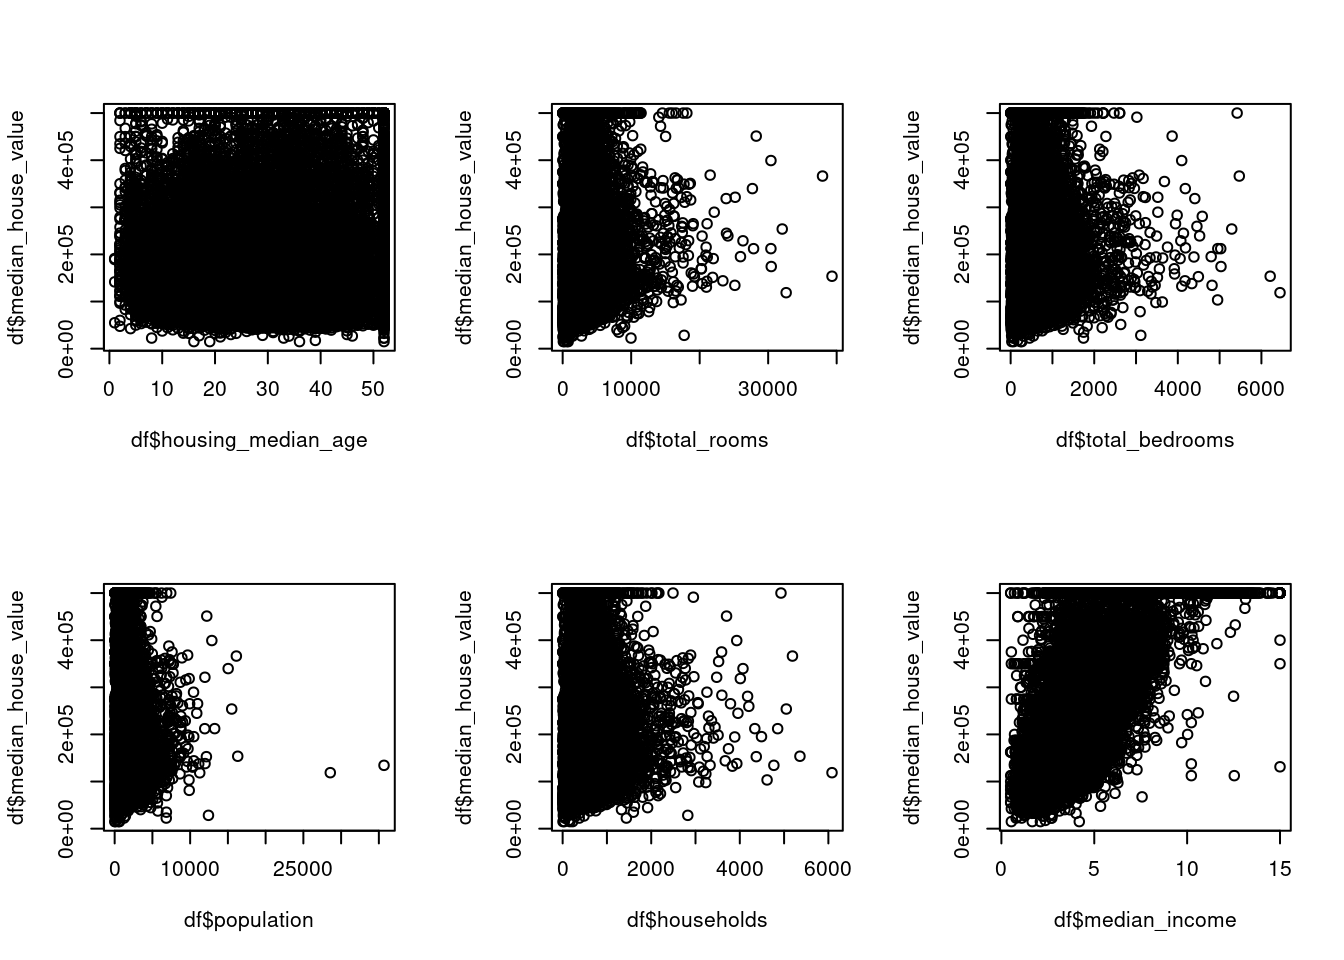 df$median_house_value
0e+00 2e+05 4e+05
0 10 20 30 40 50
df$housing_median_age
df$median_house_value
0e+00 2e+05 4e+05
0 10000 30000
df$total_rooms
df$median_house_value
0e+00 2e+05 4e+05
0 2000 4000 6000
df$total_bedrooms
df$median_house_value
0e+00 2e+05 4e+05
0 10000 25000
df$population
df$median_house_value
0e+00 2e+05 4e+05
0 2000 4000 6000
df$households
df$median_house_value
0e+00 2e+05 4e+05
0 5 10 15
df$median_income